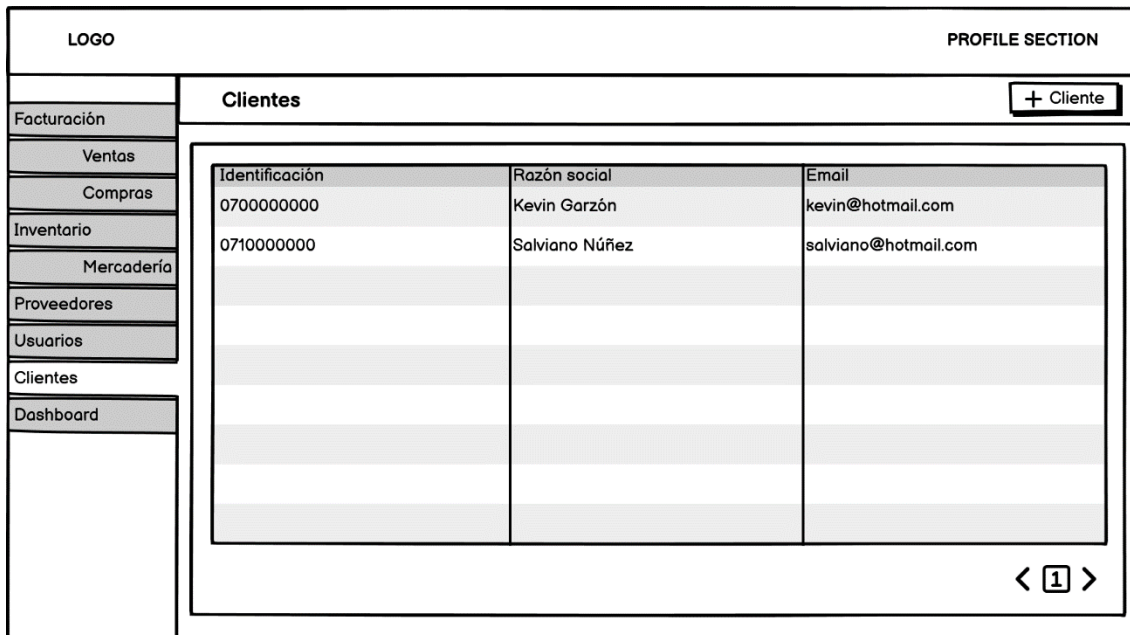 LOGO
PROFILE SECTION
Facturación
Ventas
Compras
Inventario
Mercadería
Proveedores
Usuarios
Clientes
Dashboard
Clientes
+ Cliente
Identificación Razón social Email
0700000000 Kevin Garzón kevin@hotmail.com
0710000000 Salviano Núñez salviano@hotmail.com
< 1 >